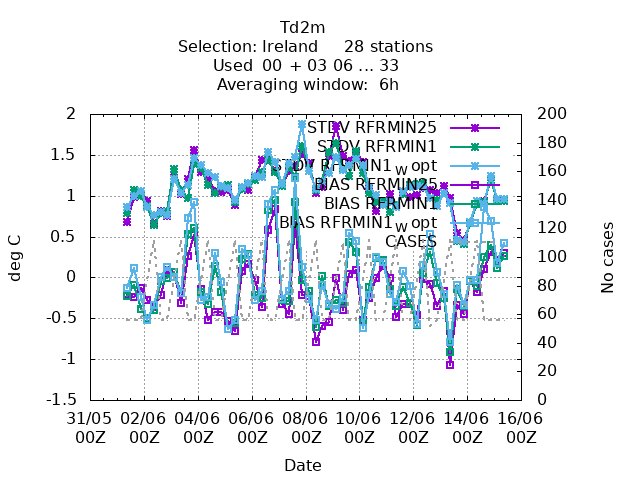 Td2m
Selection: Ireland 28 stations
Used 00 + 03 06 ... 33
Averaging window: 6h
STDV RFRMIN25
STDV RFRMIN1
STDV RFRMIN1w opt
BIAS RFRMIN25
BIAS RFRMIN1
BIAS RFRMIN1w opt
CASES
deg C
2
1.5
1
0.5
0
-0.5
-1
-1.5
No cases
200
180
160
140
120
100
80
60
40
20
0
31/05 02/06 04/06 06/06 08/06 10/06 12/06 14/06 16/06
00Z 00Z 00Z 00Z 00Z 00Z 00Z 00Z 00Z
Date